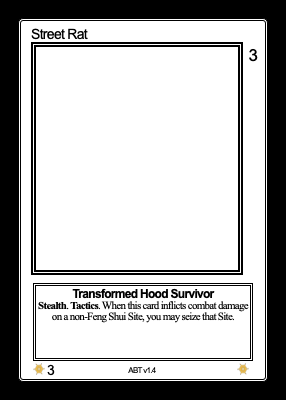 Street Rat
3
Transformed Hood Survivor
Stealth. Tactics. When this card inflicts combat damage
on a non-Feng Shui Site, you may seize that Site.
3
ABT v1.4